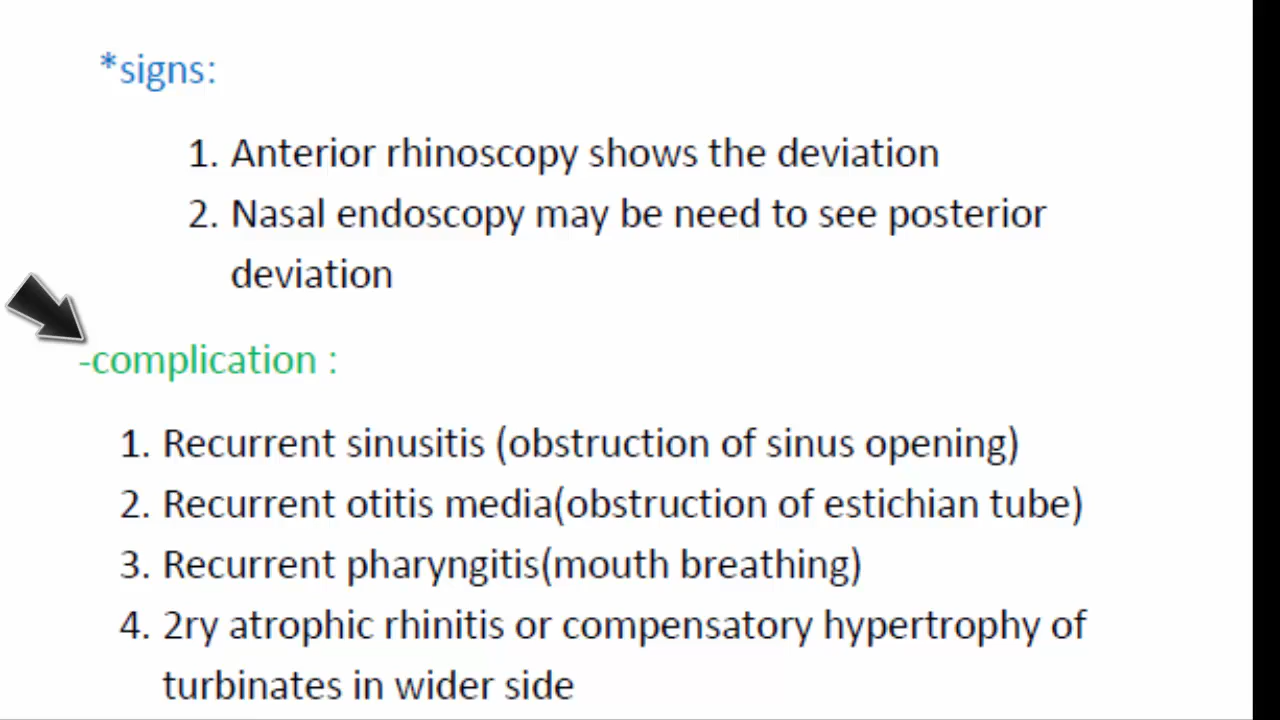 *signs:
1. Anterior rhinoscopy shows the deviation
2. Nasal endoscopy may be need to see posterior
deviation
-complication :
1. Recurrent sinusitis (obstruction of sinus opening)
2. Recurrent otitis media(obstruction of estichian tube)
3. Recurrent pharyngitis(mouth breathing)
4. 2ry atrophic rhinitis or compensatory hypertrophy of
turbinates in wider side